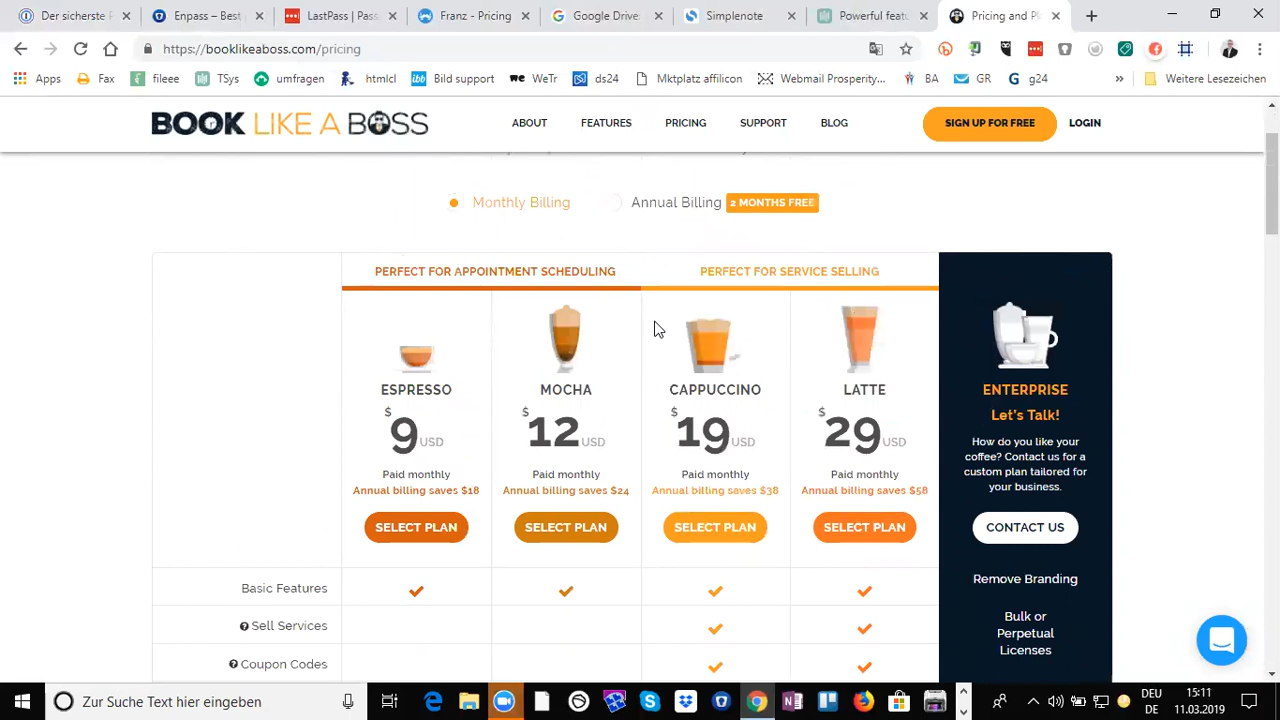 Der sicherste F
Enpass – Best
LastPass | Pass
Franz - Pricing
Google Drive
Simplenote
Powerful featu
Pricing and Pl
https://booklikeaboss.com/pricing
Apps
Fax
fileee
TSys
umfragen
htmlcl
Bild support
WeTr
ds24
Mktplatz affilicon
Webmail Prosperity...
BA
GR
g24
Weitere Lesezeichen
BOOK LIKE A BOSS
ABOUT
FEATURES
PRICING
SUPPORT
BLOG
SIGN UP FOR FREE
LOGIN
Monthly Billing
Annual Billing
2 MONTHS FREE
PERFECT FOR APPOINTMENT SCHEDULING
PERFECT FOR SERVICE SELLING
ESPRESSO
MOCHA
CAPPUCCINO
LATTE
ENTERPRISE
Let's Talk!
$ 9 USD
$ 12 USD
$ 19 USD
$ 29 USD
How do you like your
coffee? Contact us for a
custom plan tailored for
your business.
Paid monthly
Paid monthly
Paid monthly
Paid monthly
Annual billing saves $18
Annual billing saves $24
Annual billing saves $38
Annual billing saves $58
SELECT PLAN
SELECT PLAN
SELECT PLAN
SELECT PLAN
CONTACT US
Basic Features
Remove Branding
Sell Services
Bulk or
Perpetual
Licenses
Coupon Codes
Zur Suche Text hier eingeben
DEU
DE
15:11
11.03.2019